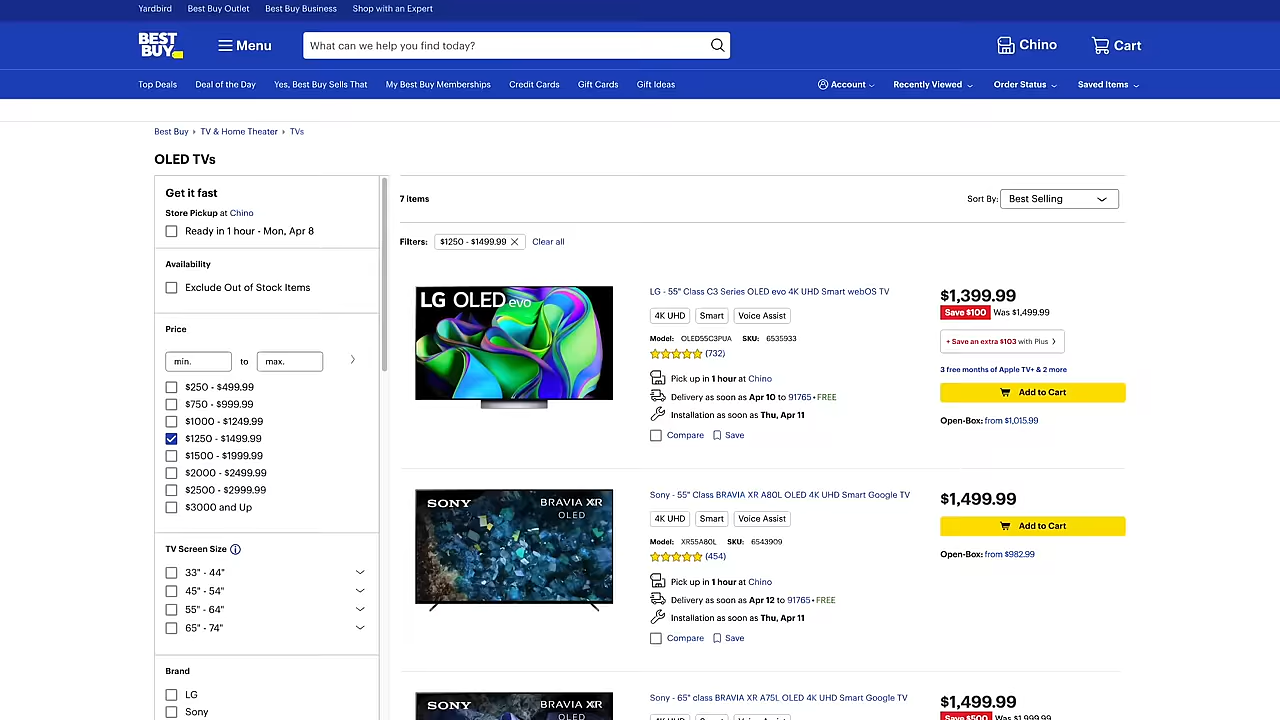 Yardbird Best Buy Outlet Best Buy Business Shop with an Expert
BEST BUY
Menu
What can we help you find today?
Chino
Cart
Top Deals Deal of the Day Yes, Best Buy Sells That My Best Buy Memberships Credit Cards Gift Cards Gift Ideas
Account Recently Viewed Order Status Saved Items
Best Buy › TV & Home Theater › TVs
OLED TVs
Get it fast
Store Pickup at Chino
Ready in 1 hour - Mon, Apr 8
Availability
Exclude Out of Stock Items
Price
min. to max.
$250 - $499.99
$750 - $999.99
$1000 - $1249.99
$1250 - $1499.99
$1500 - $1999.99
$2000 - $2499.99
$2500 - $2999.99
$3000 and Up
TV Screen Size
33" - 44"
45" - 54"
55" - 64"
65" - 74"
Brand
LG
Sony
7 items
Sort By: Best Selling
Filters: $1250 - $1499.99 Clear all
LG OLED evo
LG - 55" Class C3 Series OLED evo 4K UHD Smart webOS TV
4K UHD Smart Voice Assist
Model: OLED55C3PUA SKU: 6535933
(732)
Pick up in 1 hour at Chino
Delivery as soon as Apr 10 to 91765•FREE
Installation as soon as Thu, Apr 11
Compare Save
$1,399.99
Save $100 Was $1,499.99
+ Save an extra $103 with Plus
3 free months of Apple TV+ & 2 more
Add to Cart
Open-Box: from $1,015.99
SONY BRAVIA XR
OLED
Sony - 55" Class BRAVIA XR A80L OLED 4K UHD Smart Google TV
4K UHD Smart Voice Assist
Model: XR55A80L SKU: 6543909
(454)
Pick up in 1 hour at Chino
Delivery as soon as Apr 12 to 91765•FREE
Installation as soon as Thu, Apr 11
Compare Save
$1,499.99
Add to Cart
Open-Box: from $982.99
SONY BRAVIA XR
OLED
Sony - 65" class BRAVIA XR A75L OLED 4K UHD Smart Google TV
4K UHD Smart Voice Assist
$1,499.99
Save $500 Was $1,999.99